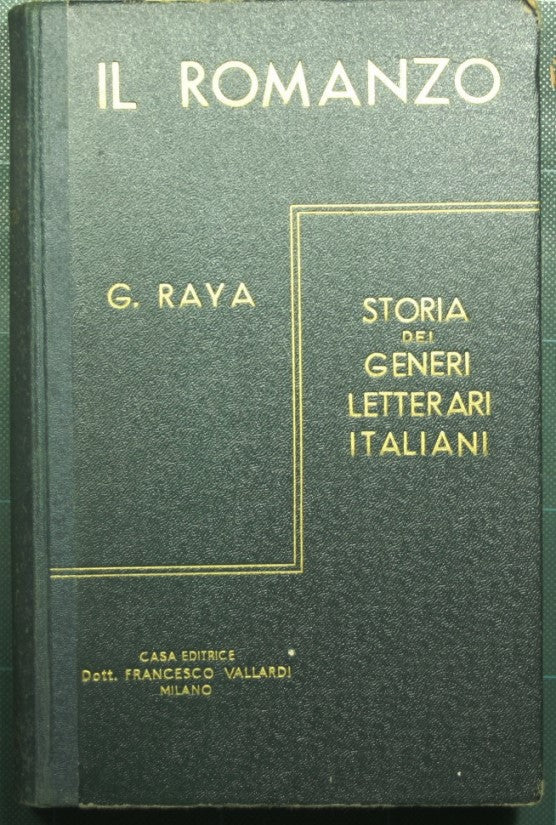 IL ROMANZO
G. RAYA
STORIA
DEI
GENERI
LETTERARI
ITALIANI
CASA EDITRICE
Dott. FRANCESCO VALLARDI
MILANO